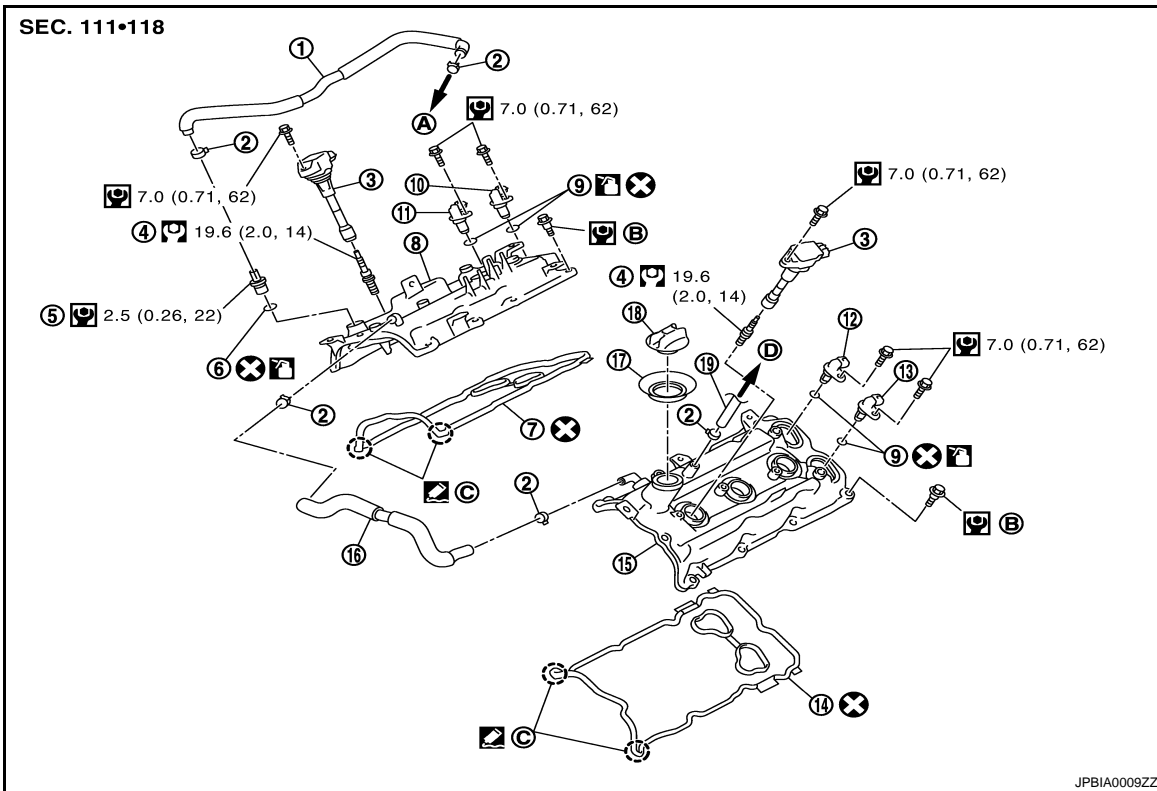 SEC. 111•118
1
2
A
7.0 (0.71, 62)
2
3
10
9
7.0 (0.71, 62)
11
7.0 (0.71, 62)
4 19.6 (2.0, 14)
8
B
3
4 19.6
(2.0, 14)
5 2.5 (0.26, 22)
18
12
D
6
17
19
7.0 (0.71, 62)
13
2
7
2
9
C
2
B
16
15
14
C
JPBIA0009ZZ